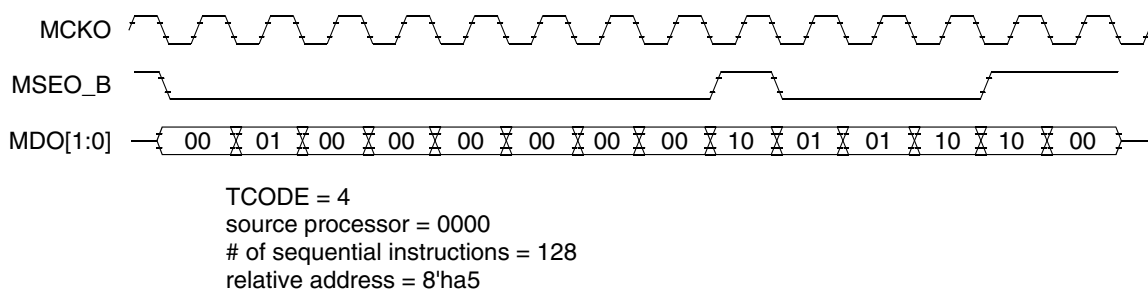 MCKO
MSEO_B
MDO[1:0] 00 01 00 00 00 00 00 00 10 01 01 10 10 00
TCODE = 4
source processor = 0000
# of sequential instructions = 128
relative address = 8'ha5